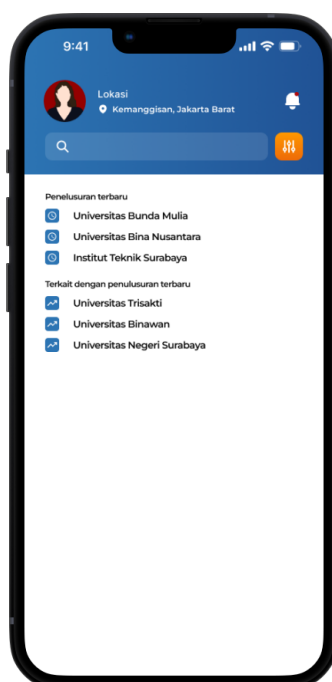 9:41
Lokasi
Kemanggisan, Jakarta Barat
Penelusuran terbaru
Universitas Bunda Mulia
Universitas Bina Nusantara
Institut Teknik Surabaya
Terkait dengan penulusuran terbaru
Universitas Trisakti
Universitas Binawan
Universitas Negeri Surabaya